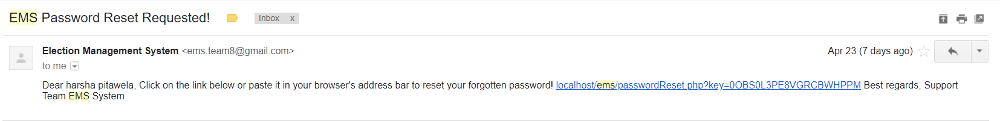 EMS Password Reset Requested!
Inbox x
Election Management System <ems.team8@gmail.com>
Apr 23 (7 days ago)
to me
Dear harsha pitawela, Click on the link below or paste it in your browser's address bar to reset your forgotten password! localhost/ems/passwordReset.php?key=0OBS0L3PE8VGRCBWHPPM Best regards, Support
Team EMS System